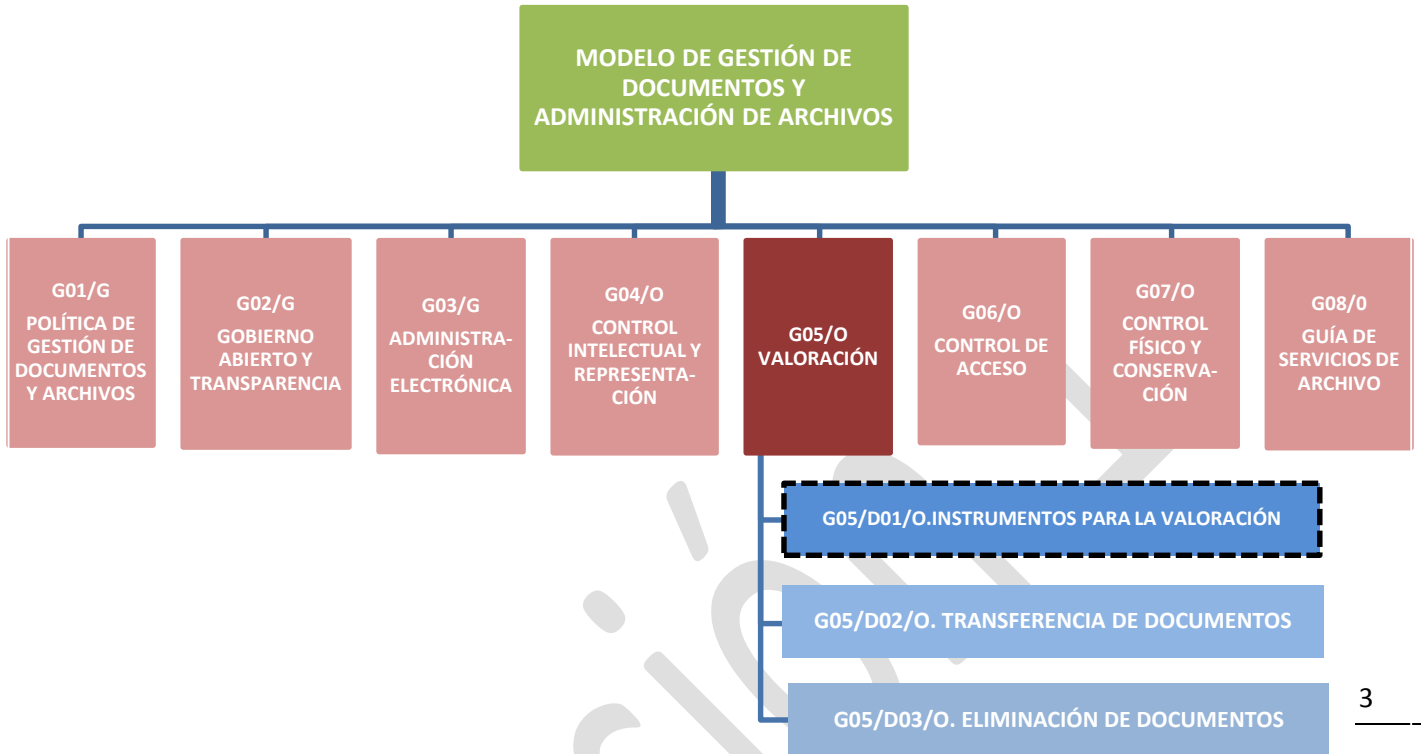 MODELO DE GESTIÓN DE
DOCUMENTOS Y
ADMINISTRACIÓN DE ARCHIVOS
G01/G
POLÍTICA DE
GESTIÓN DE
DOCUMENTOS
Y ARCHIVOS
G02/G
GOBIERNO
ABIERTO Y
TRANSPARENCIA
G03/G
ADMINISTRA-
CIÓN
ELECTRÓNICA
G04/O
CONTROL
INTELECTUAL Y
REPRESENTA-
CIÓN
G05/O
VALORACIÓN
G06/O
CONTROL DE
ACCESO
G07/O
CONTROL
FÍSICO Y
CONSERVA-
CIÓN
G08/0
GUÍA DE
SERVICIOS DE
ARCHIVO
G05/D01/O.INSTRUMENTOS PARA LA VALORACIÓN
G05/D02/O. TRANSFERENCIA DE DOCUMENTOS
G05/D03/O. ELIMINACIÓN DE DOCUMENTOS
3